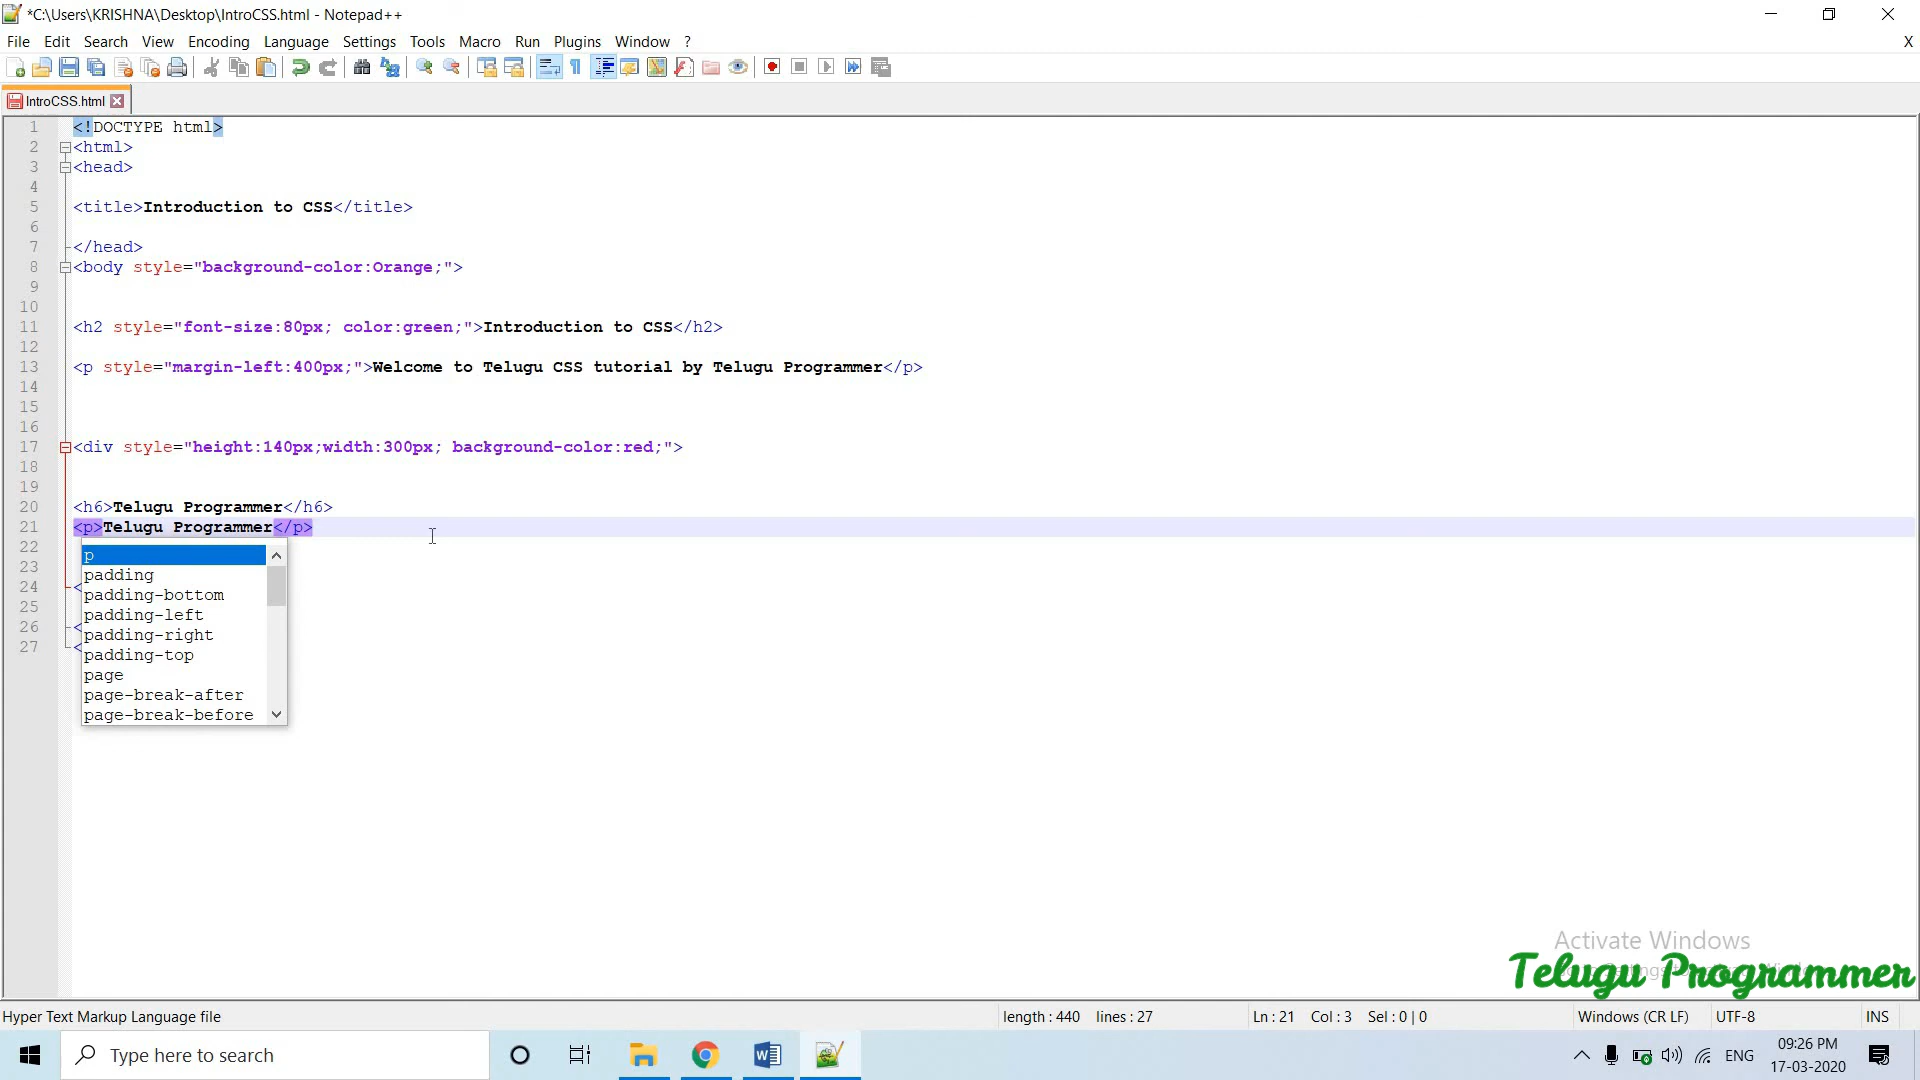 *C:\Users\KRISHNA\Desktop\IntroCSS.html - Notepad++
File Edit Search View Encoding Language Settings Tools Macro Run Plugins Window ? X
IntroCSS.html
1 <!DOCTYPE html>
2 <html>
3 <head>
4
5 <title>Introduction to CSS</title>
6
7 </head>
8 <body style="background-color:Orange;">
9
10
11 <h2 style="font-size:80px; color:green;">Introduction to CSS</h2>
12
13 <p style="margin-left:400px;">Welcome to Telugu CSS tutorial by Telugu Programmer</p>
14
15
16
17 <div style="height:140px;width:300px; background-color:red;">
18
19
20 <h6>Telugu Programmer</h6>
21 <p>Telugu Programmer</p>
22
23
24 <
25
26 <
27 <
p
padding
padding-bottom
padding-left
padding-right
padding-top
page
page-break-after
page-break-before
Activate Windows
Telugu Programmer
Hyper Text Markup Language file length : 440 lines : 27 Ln : 21 Col : 3 Sel : 0 | 0 Windows (CR LF) UTF-8 INS
Type here to search
ENG
09:26 PM
17-03-2020